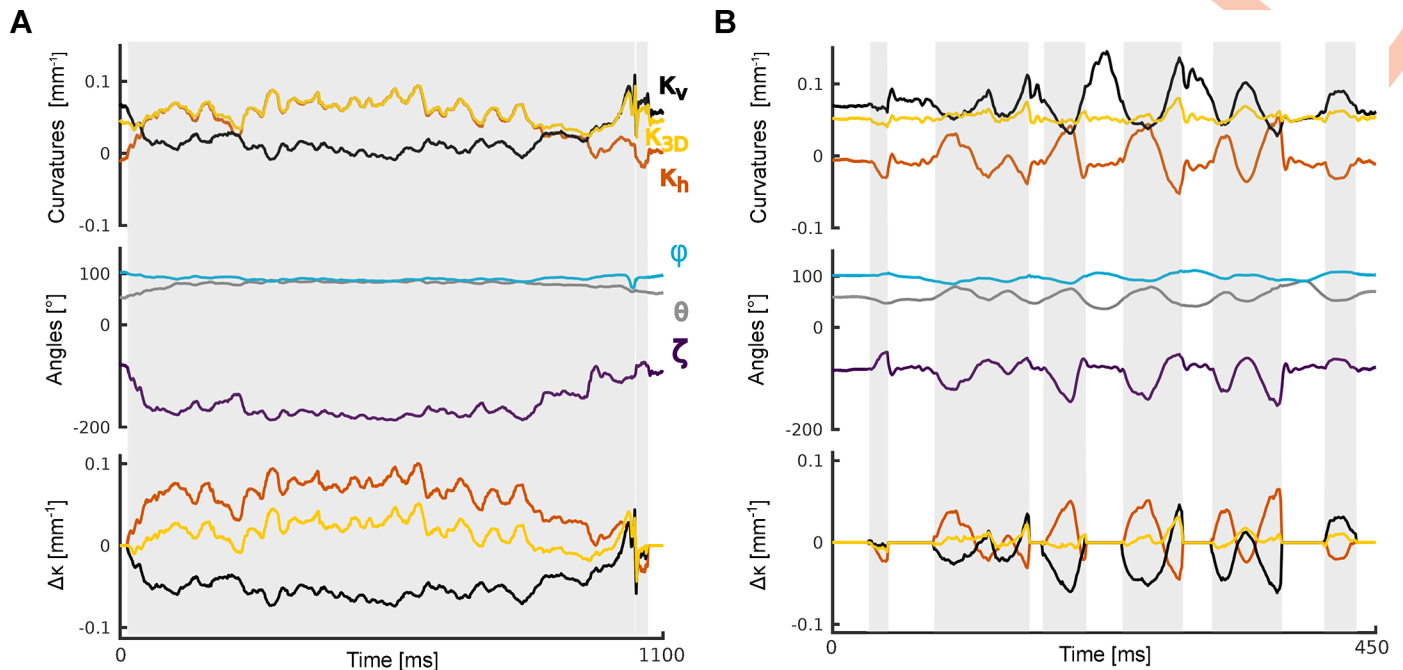 A
B
Curvatures [mm⁻¹]
0.1
0
-0.1
Kv
K3D
Kh
Curvatures [mm⁻¹]
0.1
0
-0.1
Angles [°]
100
0
-200
φ
θ
ζ
Angles [°]
100
0
-200
Δκ [mm⁻¹]
0.1
0
-0.1
Δκ [mm⁻¹]
0.1
0
-0.1
0
Time [ms]
1100
0
Time [ms]
450